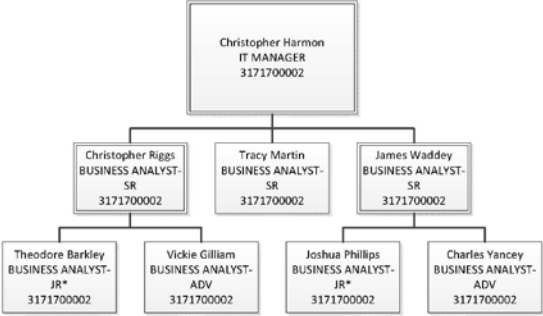 Christopher Harmon
IT MANAGER
3171700002
Christopher Riggs
BUSINESS ANALYST-
SR
3171700002
Tracy Martin
BUSINESS ANALYST-
SR
3171700002
James Waddey
BUSINESS ANALYST-
SR
3171700002
Theodore Barkley
BUSINESS ANALYST-
JR*
3171700002
Vickie Gilliam
BUSINESS ANALYST-
ADV
3171700002
Joshua Phillips
BUSINESS ANALYST-
JR*
3171700002
Charles Yancey
BUSINESS ANALYST-
ADV
3171700002